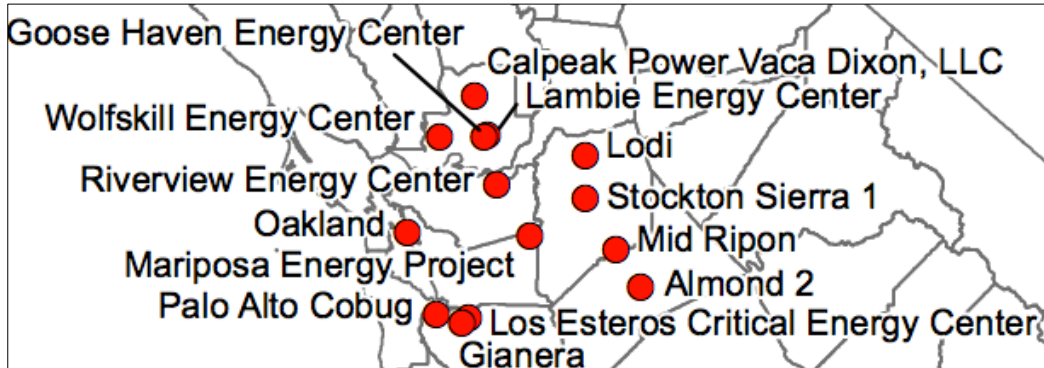 Goose Haven Energy Center
Calpeak Power Vaca Dixon, LLC
Lambie Energy Center
Wolfskill Energy Center
Lodi
Riverview Energy Center
Stockton Sierra 1
Oakland
Mid Ripon
Mariposa Energy Project
Almond 2
Palo Alto Cobug
Los Esteros Critical Energy Center
Gianera